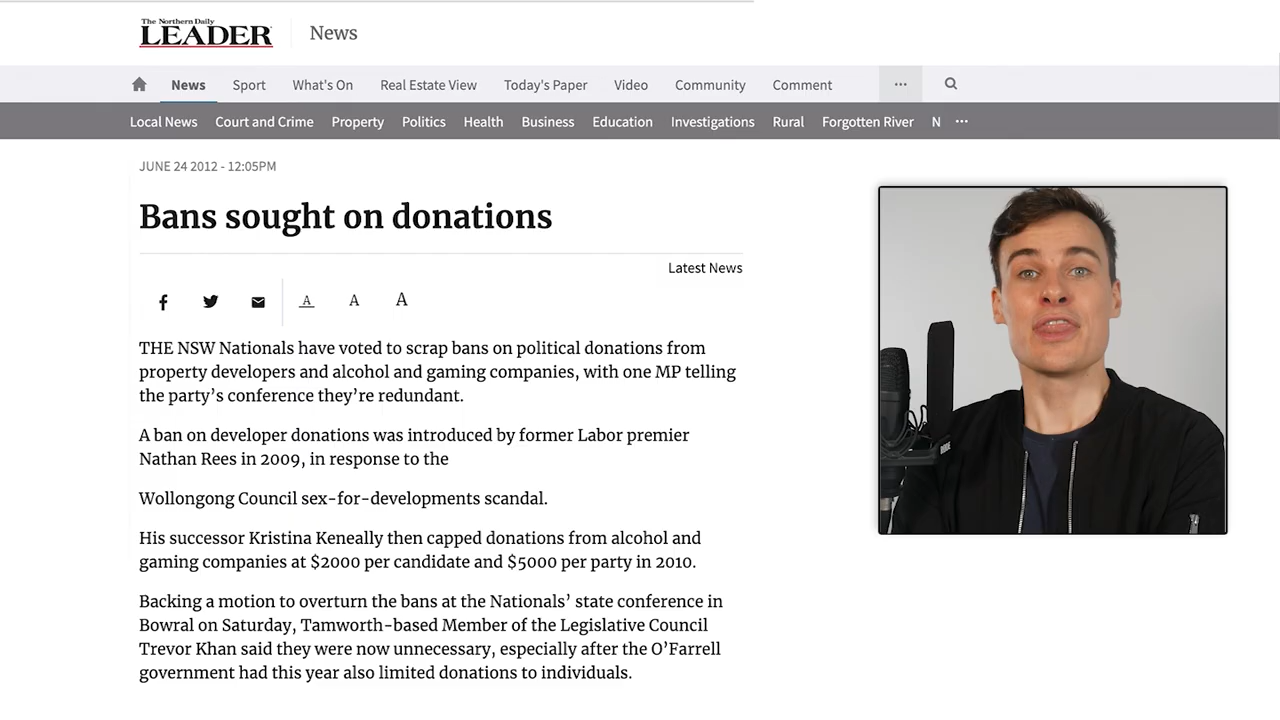 The Northern Daily
LEADER
News
News Sport What's On Real Estate View Today's Paper Video Community Comment ...
Local News Court and Crime Property Politics Health Business Education Investigations Rural Forgotten River N ...
JUNE 24 2012 - 12:05PM
Bans sought on donations
Latest News
A A A
THE NSW Nationals have voted to scrap bans on political donations from
property developers and alcohol and gaming companies, with one MP telling
the party’s conference they’re redundant.
A ban on developer donations was introduced by former Labor premier
Nathan Rees in 2009, in response to the
Wollongong Council sex-for-developments scandal.
His successor Kristina Keneally then capped donations from alcohol and
gaming companies at $2000 per candidate and $5000 per party in 2010.
Backing a motion to overturn the bans at the Nationals’ state conference in
Bowral on Saturday, Tamworth-based Member of the Legislative Council
Trevor Khan said they were now unnecessary, especially after the O’Farrell
government had this year also limited donations to individuals.
RODE